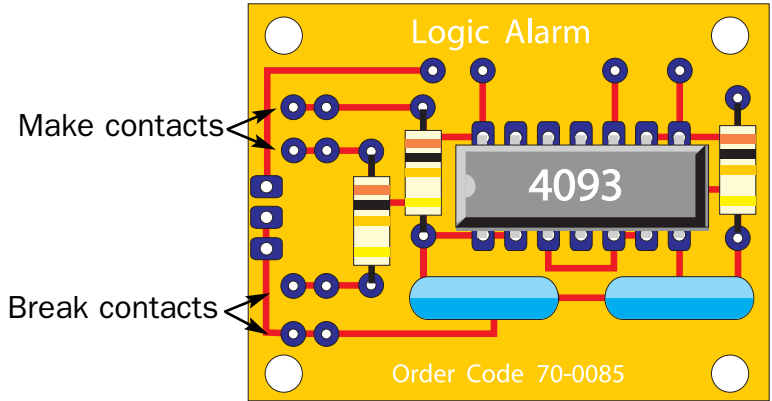 Logic Alarm
Make contacts
4093
Break contacts
Order Code 70-0085